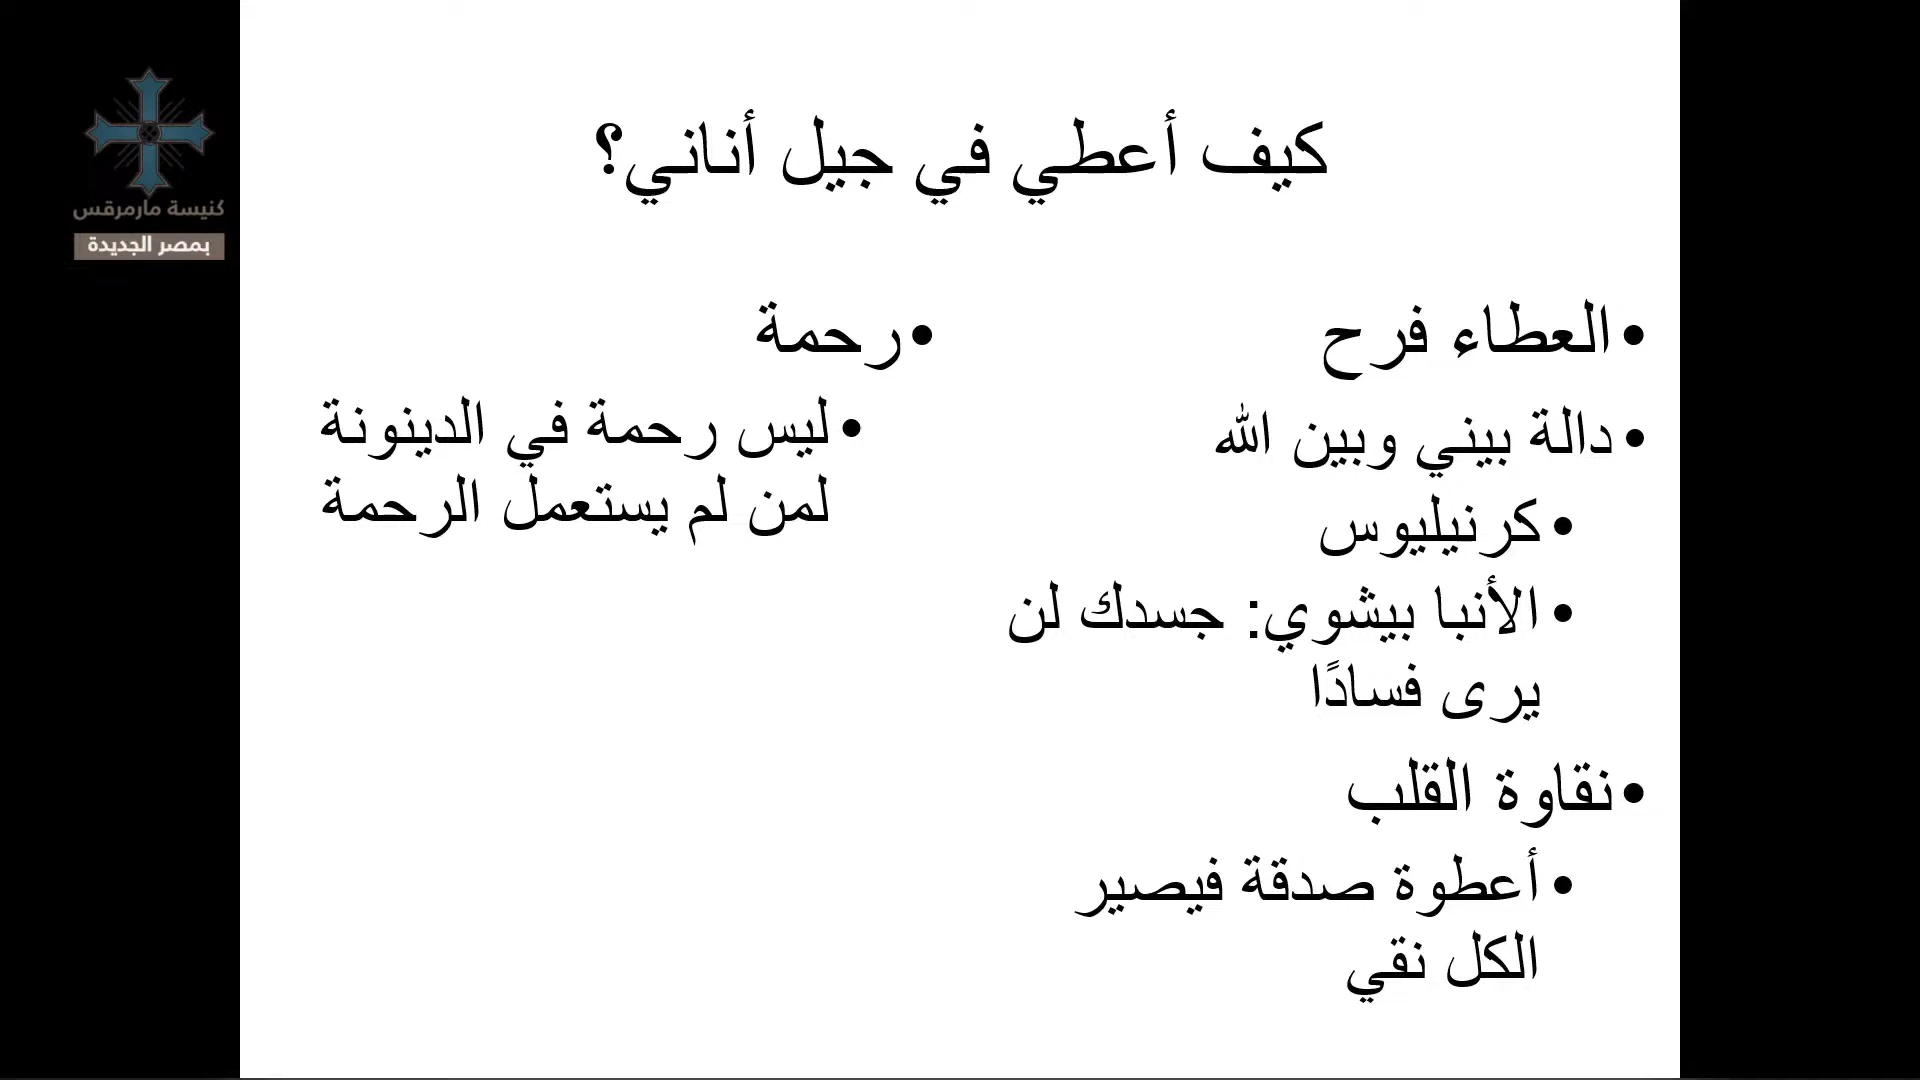 كنيسة مارمرقس
بمصر الجديدة
كيف أعطي في جيل أناني؟
•العطاء فرح
•دالة بيني وبين الله
•كرنيليوس
•الأنبا بيشوي: جسدك لن
يرى فسادًا
•نقاوة القلب
•أعطوة صدقة فيصير
الكل نقي
•رحمة
•ليس رحمة في الدينونة
لمن لم يستعمل الرحمة